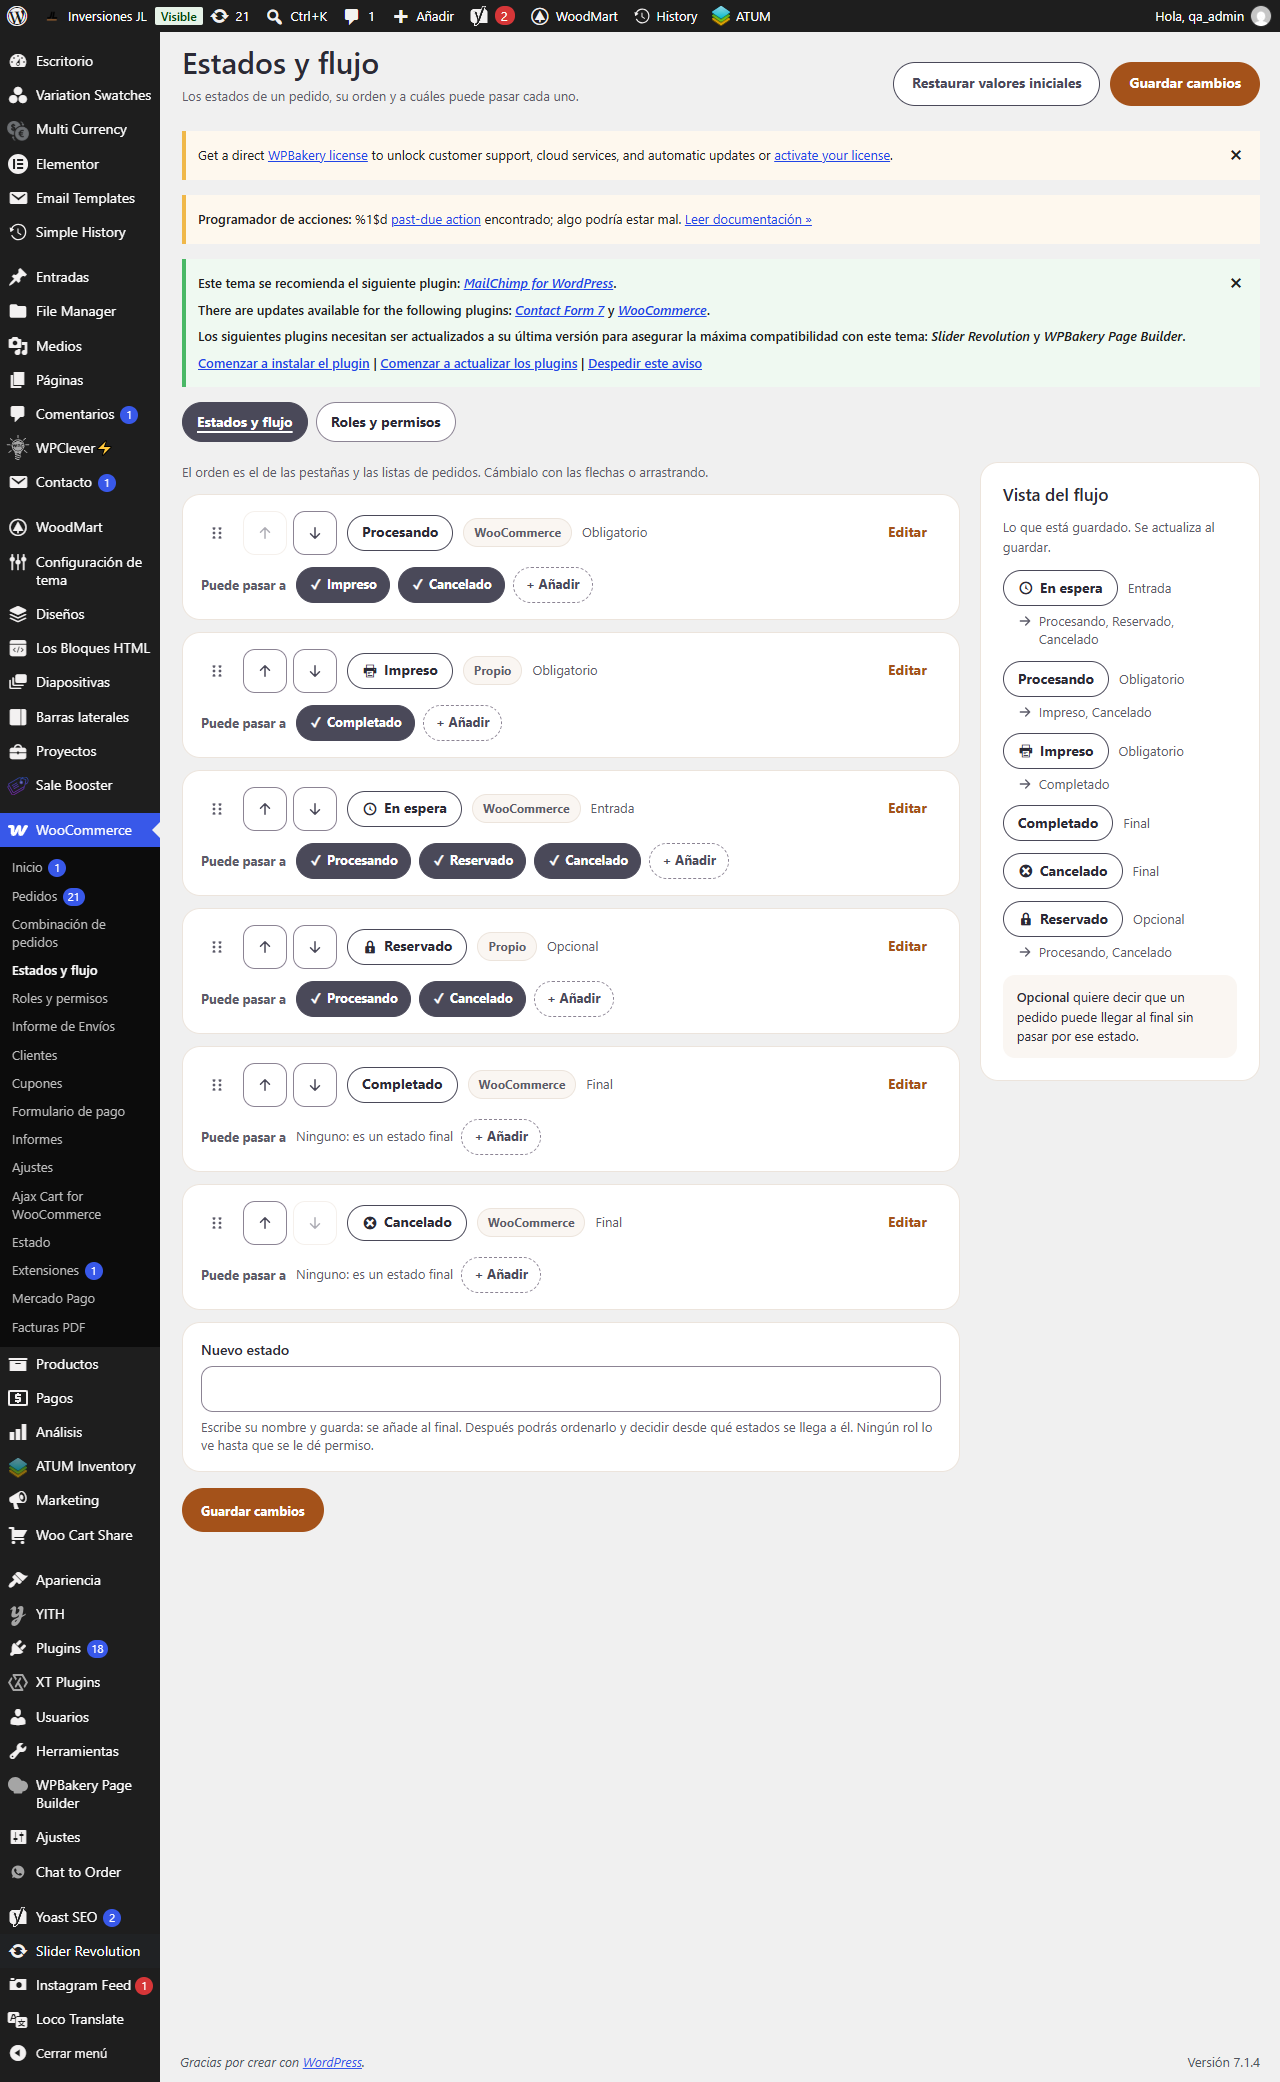 Inversiones JL
Visible
21
Ctrl+K
1
Añadir
2
WoodMart
History
ATUM
Hola, qa_admin
Escritorio
Variation Swatches
Multi Currency
Elementor
Email Templates
Simple History
Entradas
File Manager
Medios
Páginas
Comentarios 1
WPClever
Contacto 1
WoodMart
Configuración de
tema
Diseños
Los Bloques HTML
Diapositivas
Barras laterales
Proyectos
Sale Booster
WooCommerce
Inicio 1
Pedidos 21
Combinación de
pedidos
Estados y flujo
Roles y permisos
Informe de Envíos
Clientes
Cupones
Formulario de pago
Informes
Ajustes
Ajax Cart for
WooCommerce
Estado
Extensiones 1
Mercado Pago
Facturas PDF
Productos
Pagos
Análisis
ATUM Inventory
Marketing
Woo Cart Share
Apariencia
YITH
Plugins 18
XT Plugins
Usuarios
Herramientas
WPBakery Page
Builder
Ajustes
Chat to Order
Yoast SEO 2
Slider Revolution
Instagram Feed 1
Loco Translate
Cerrar menú
Estados y flujo
Los estados de un pedido, su orden y a cuáles puede pasar cada uno.
Restaurar valores iniciales
Guardar cambios
Get a direct WPBakery license to unlock customer support, cloud services, and automatic updates or activate your license.
Programador de acciones: %1$d past-due action encontrado; algo podría estar mal. Leer documentación »
Este tema se recomienda el siguiente plugin: MailChimp for WordPress.
There are updates available for the following plugins: Contact Form 7 y WooCommerce.
Los siguientes plugins necesitan ser actualizados a su última versión para asegurar la máxima compatibilidad con este tema: Slider Revolution y WPBakery Page Builder.
Comenzar a instalar el plugin | Comenzar a actualizar los plugins | Despedir este aviso
Estados y flujo
Roles y permisos
El orden es el de las pestañas y las listas de pedidos. Cámbialo con las flechas o arrastrando.
Procesando WooCommerce Obligatorio Editar
Puede pasar a ✓ Impreso ✓ Cancelado + Añadir
Impreso Propio Obligatorio Editar
Puede pasar a ✓ Completado + Añadir
En espera WooCommerce Entrada Editar
Puede pasar a ✓ Procesando ✓ Reservado ✓ Cancelado + Añadir
Reservado Propio Opcional Editar
Puede pasar a ✓ Procesando ✓ Cancelado + Añadir
Completado WooCommerce Final Editar
Puede pasar a Ninguno: es un estado final + Añadir
Cancelado WooCommerce Final Editar
Puede pasar a Ninguno: es un estado final + Añadir
Nuevo estado
Escribe su nombre y guarda: se añade al final. Después podrás ordenarlo y decidir desde qué estados se llega a él. Ningún rol lo
ve hasta que se le dé permiso.
Guardar cambios
Vista del flujo
Lo que está guardado. Se actualiza al
guardar.
En espera Entrada
→ Procesando, Reservado,
Cancelado
Procesando Obligatorio
→ Impreso, Cancelado
Impreso Obligatorio
→ Completado
Completado Final
Cancelado Final
Reservado Opcional
→ Procesando, Cancelado
Opcional quiere decir que un
pedido puede llegar al final sin
pasar por ese estado.
Gracias por crear con WordPress.
Versión 7.1.4